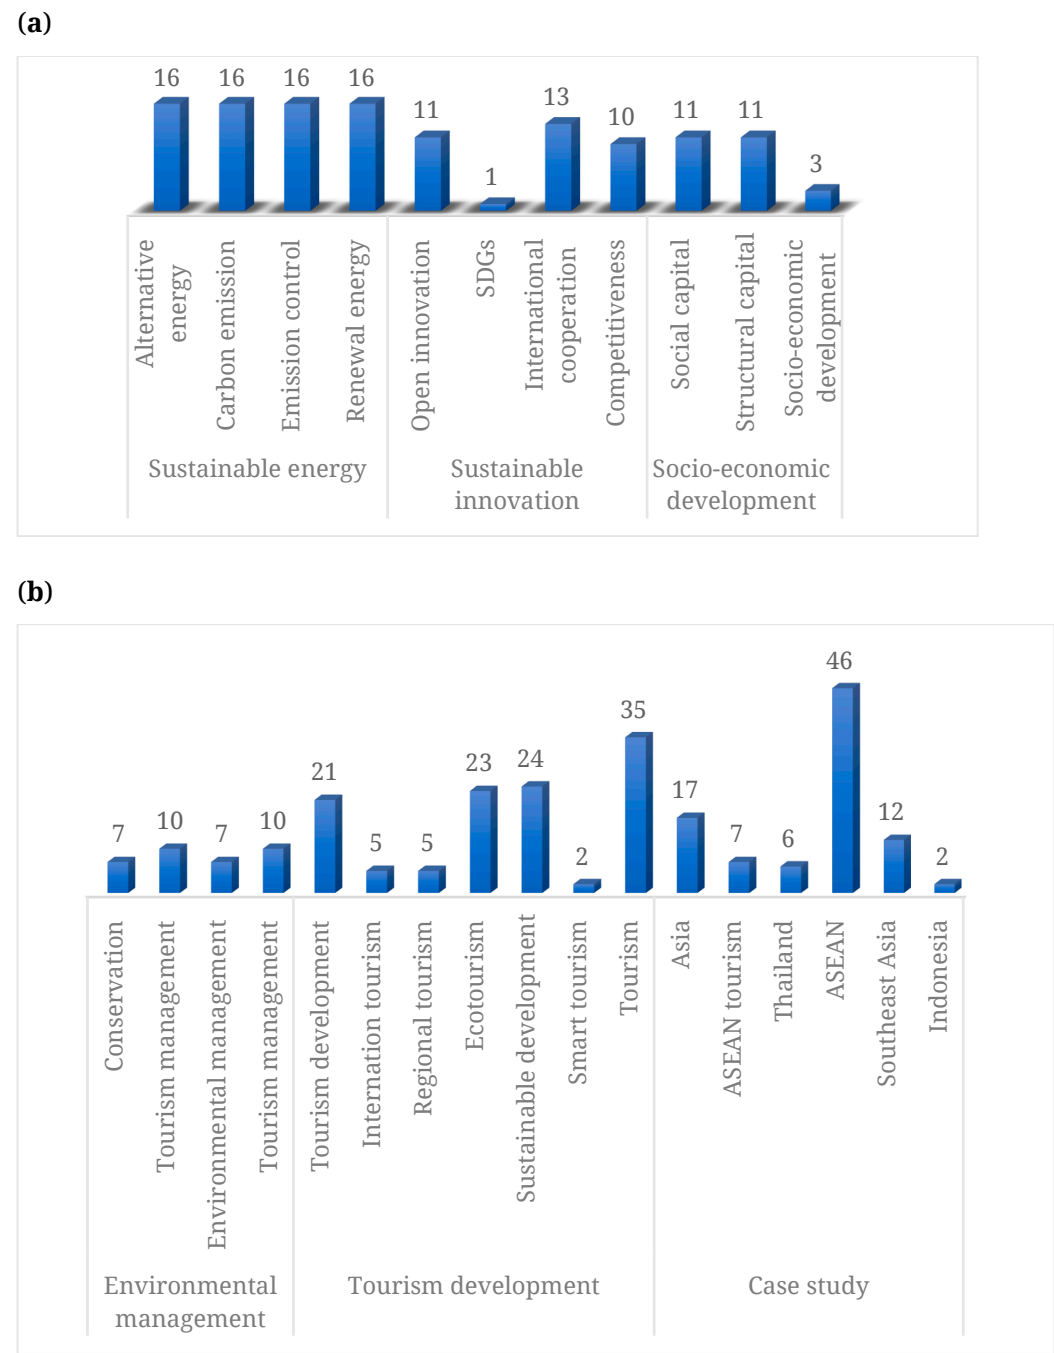 (a)
16
16
16
16
11
1
13
10
11
11
3
Alternative
energy
Carbon emission
Emission control
Renewal energy
Open innovation
SDGs
International
cooperation
Competitiveness
Social capital
Structural capital
Socio-economic
development
Sustainable energy
Sustainable
innovation
Socio-economic
development
(b)
7
10
7
10
21
5
5
23
24
2
35
17
7
6
46
12
2
Conservation
Tourism management
Environmental management
Tourism management
Tourism development
Internation tourism
Regional tourism
Ecotourism
Sustainable development
Smart tourism
Tourism
Asia
ASEAN tourism
Thailand
ASEAN
Southeast Asia
Indonesia
Environmental
management
Tourism development
Case study